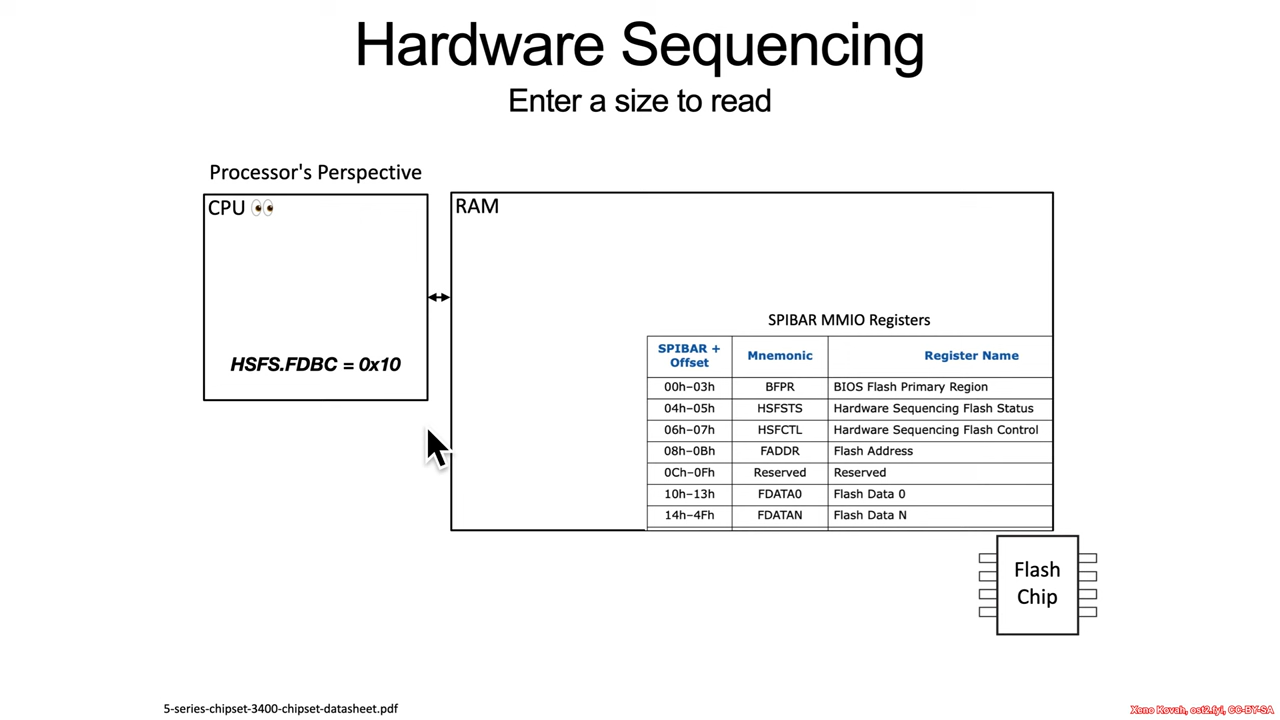 Hardware Sequencing
Enter a size to read
Processor's Perspective
CPU 👀
RAM
HSFS.FDBC = 0x10
SPIBAR MMIO Registers
SPIBAR + Offset Mnemonic Register Name
00h–03h BFPR BIOS Flash Primary Region
04h–05h HSFSTS Hardware Sequencing Flash Status
06h–07h HSFCTL Hardware Sequencing Flash Control
08h–0Bh FADDR Flash Address
0Ch–0Fh Reserved Reserved
10h–13h FDATA0 Flash Data 0
14h–4Fh FDATAN Flash Data N
Flash
Chip
5-series-chipset-3400-chipset-datasheet.pdf
Xeno Kovah, ost2.fyi, CC-BY-SA